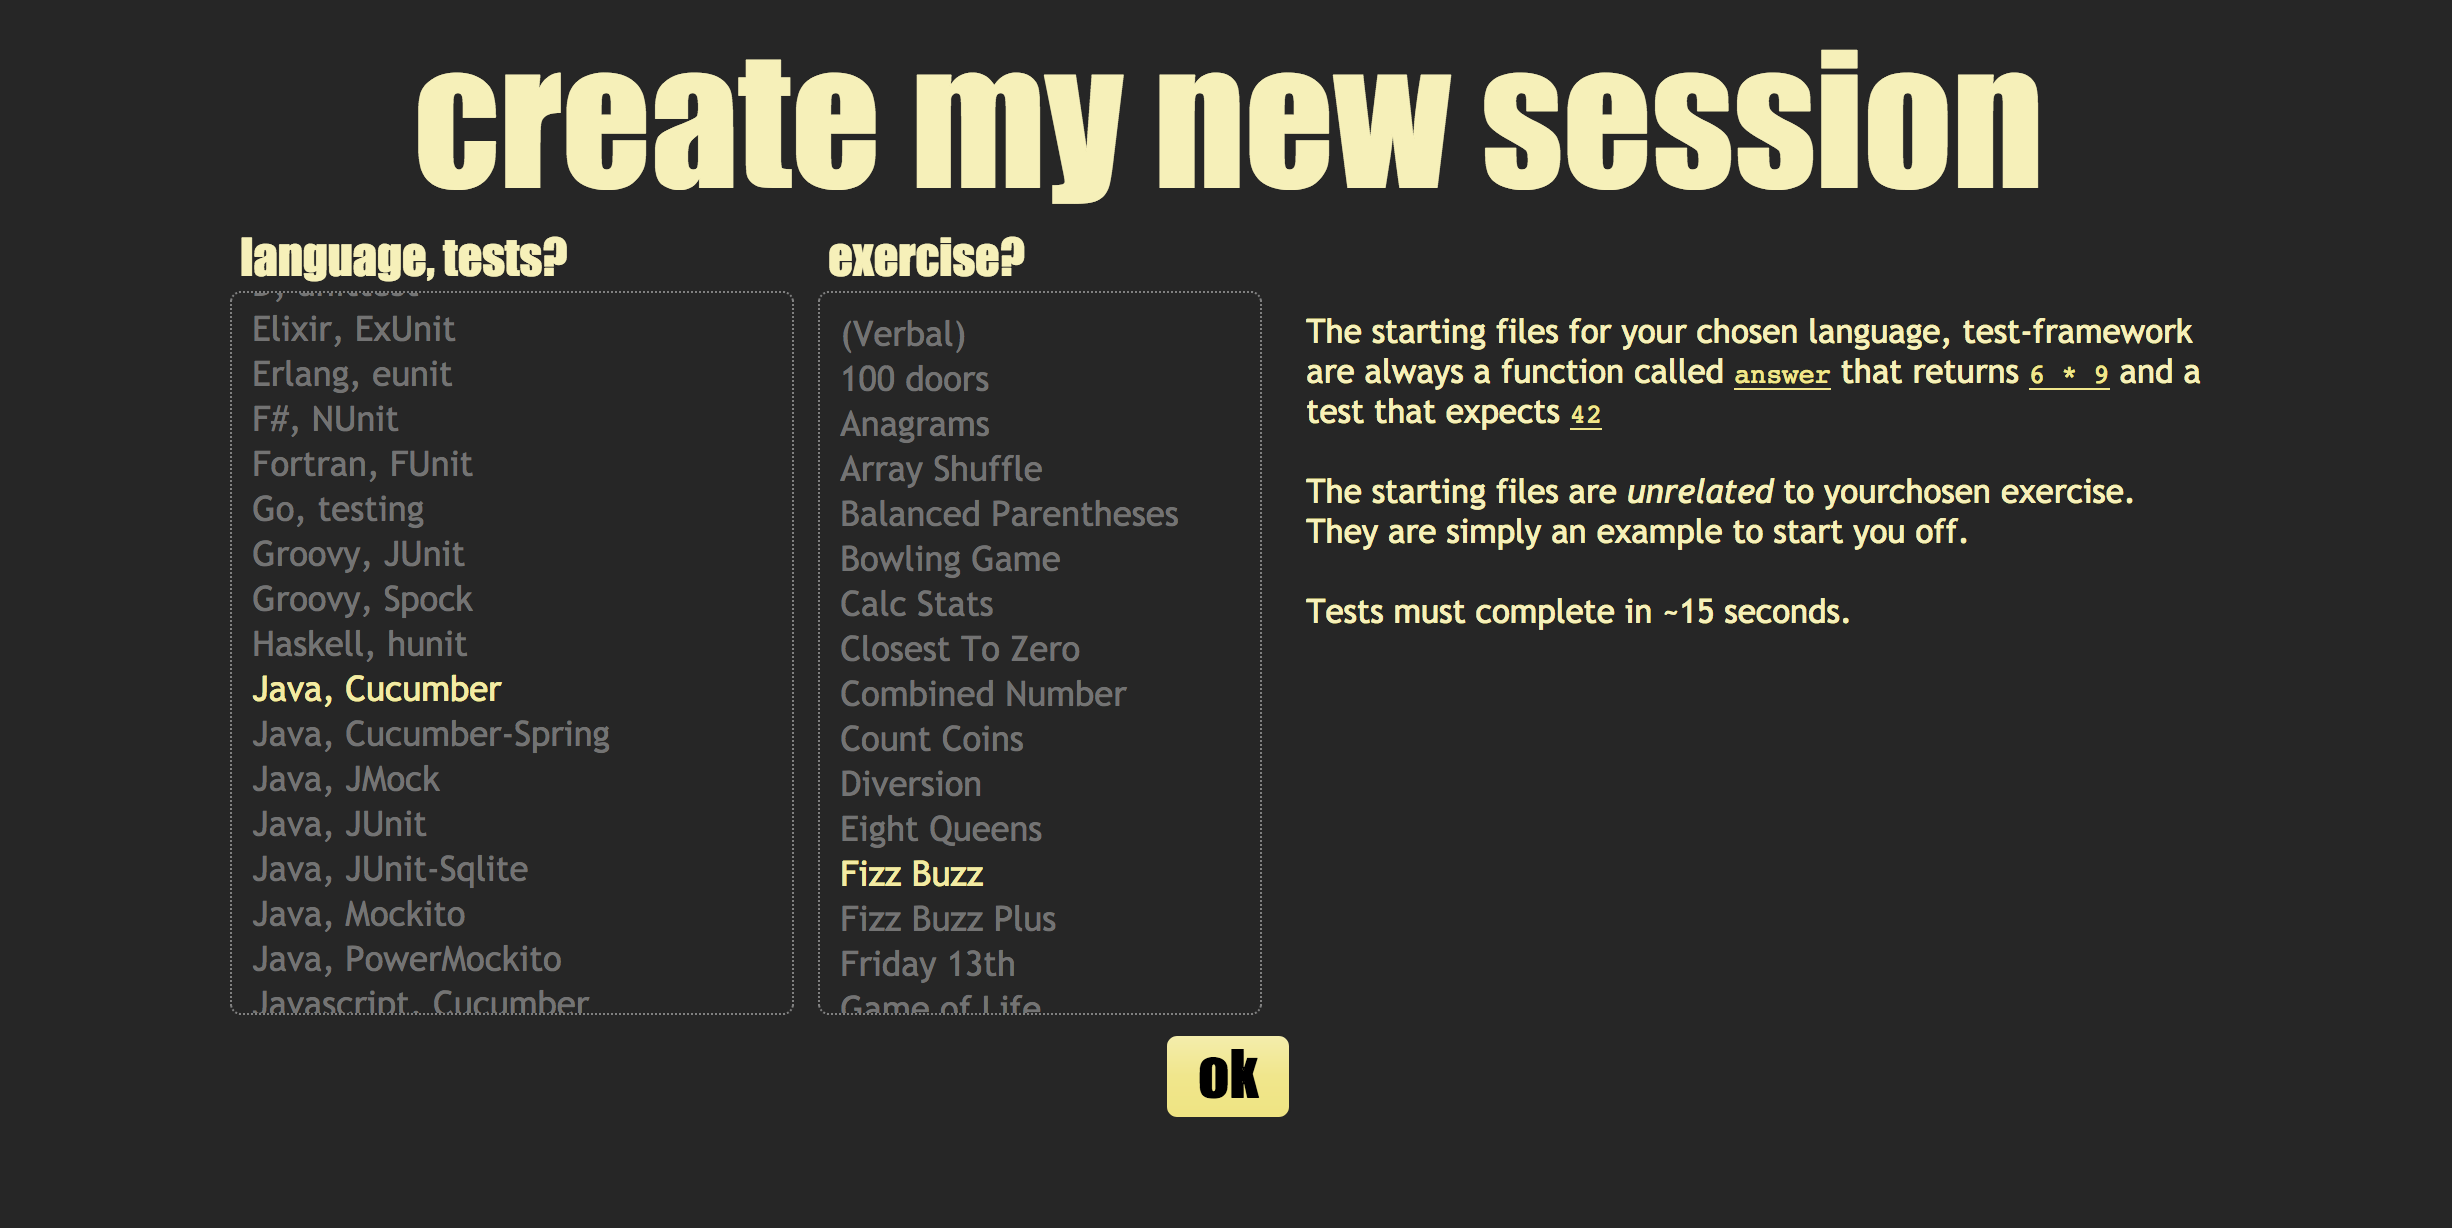 create my new session
language, tests?
Elixir, ExUnit
Erlang, eunit
F#, NUnit
Fortran, FUnit
Go, testing
Groovy, JUnit
Groovy, Spock
Haskell, hunit
Java, Cucumber
Java, Cucumber-Spring
Java, JMock
Java, JUnit
Java, JUnit-Sqlite
Java, Mockito
Java, PowerMockito
Javascript, Cucumber
exercise?
(Verbal)
100 doors
Anagrams
Array Shuffle
Balanced Parentheses
Bowling Game
Calc Stats
Closest To Zero
Combined Number
Count Coins
Diversion
Eight Queens
Fizz Buzz
Fizz Buzz Plus
Friday 13th
Game of Life
The starting files for your chosen language, test-framework
are always a function called answer that returns 6 * 9 and a
test that expects 42
The starting files are unrelated to yourchosen exercise.
They are simply an example to start you off.
Tests must complete in ~15 seconds.
ok